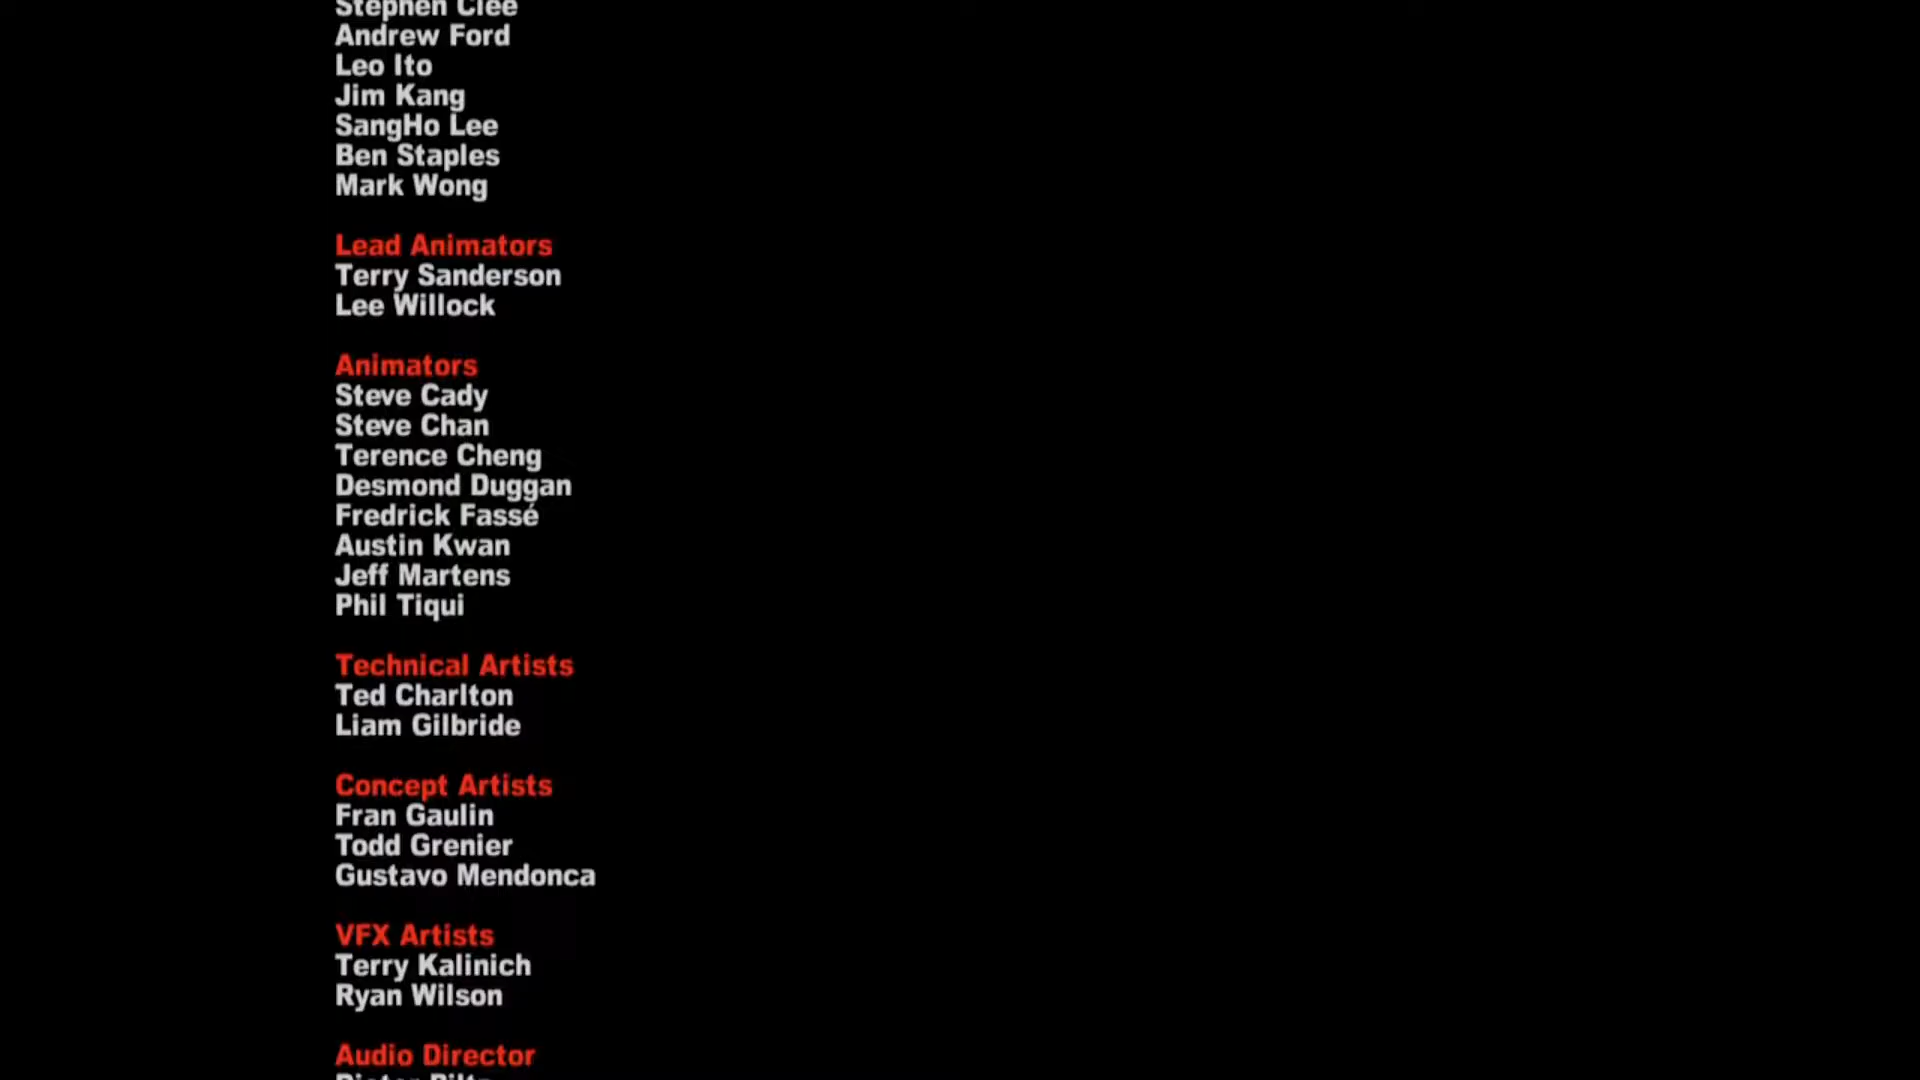 Stephen Clee
Andrew Ford
Leo Ito
Jim Kang
SangHo Lee
Ben Staples
Mark Wong
Lead Animators
Terry Sanderson
Lee Willock
Animators
Steve Cady
Steve Chan
Terence Cheng
Desmond Duggan
Fredrick Fassé
Austin Kwan
Jeff Martens
Phil Tiqui
Technical Artists
Ted Charlton
Liam Gilbride
Concept Artists
Fran Gaulin
Todd Grenier
Gustavo Mendonca
VFX Artists
Terry Kalinich
Ryan Wilson
Audio Director